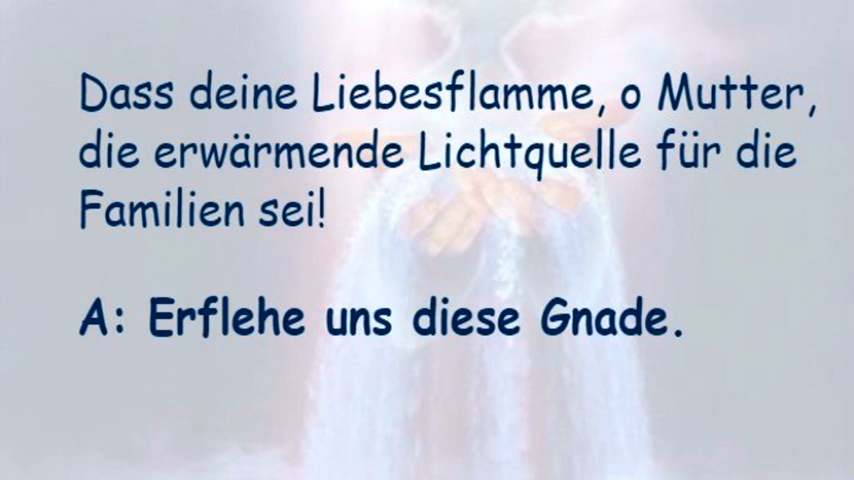 Dass deine Liebesflamme, o Mutter,
die erwärmende Lichtquelle für die
Familien sei!
A: Erflehe uns diese Gnade.